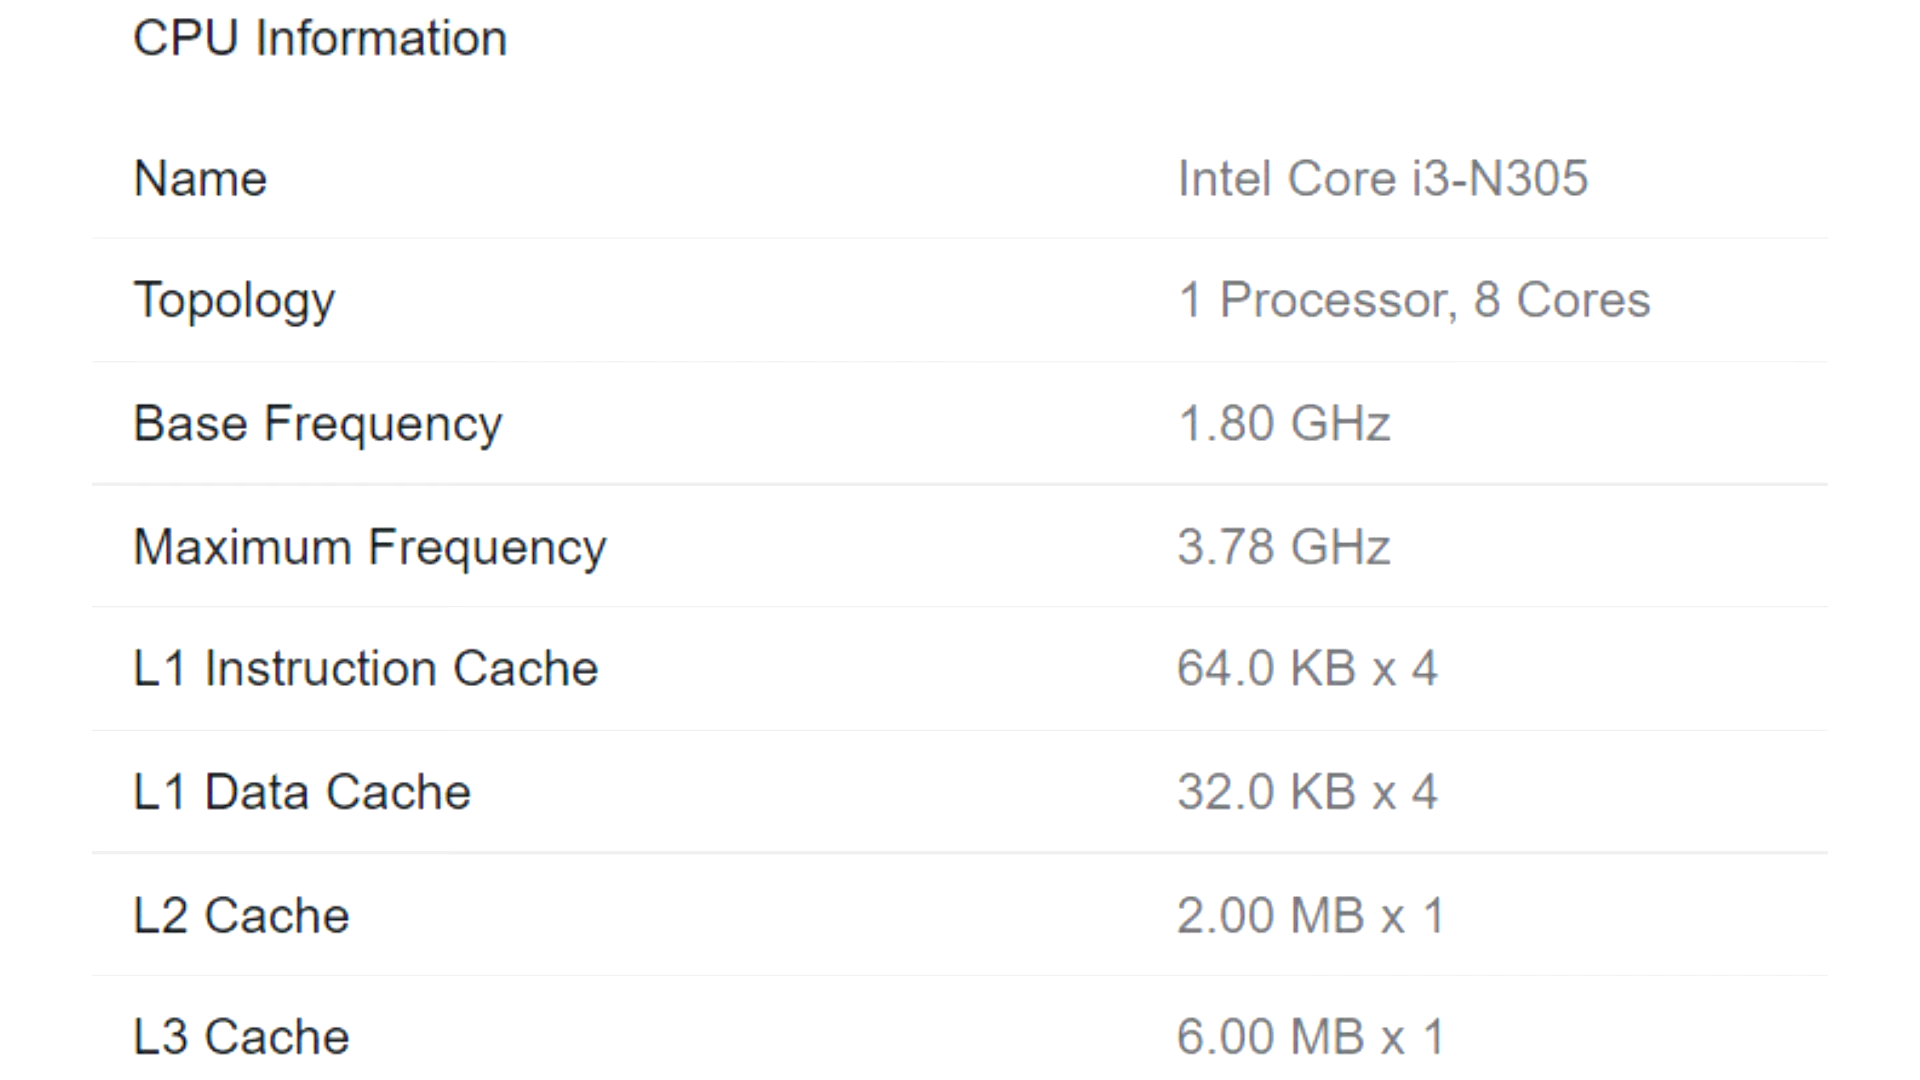 CPU Information
Name Intel Core i3-N305
Topology 1 Processor, 8 Cores
Base Frequency 1.80 GHz
Maximum Frequency 3.78 GHz
L1 Instruction Cache 64.0 KB x 4
L1 Data Cache 32.0 KB x 4
L2 Cache 2.00 MB x 1
L3 Cache 6.00 MB x 1